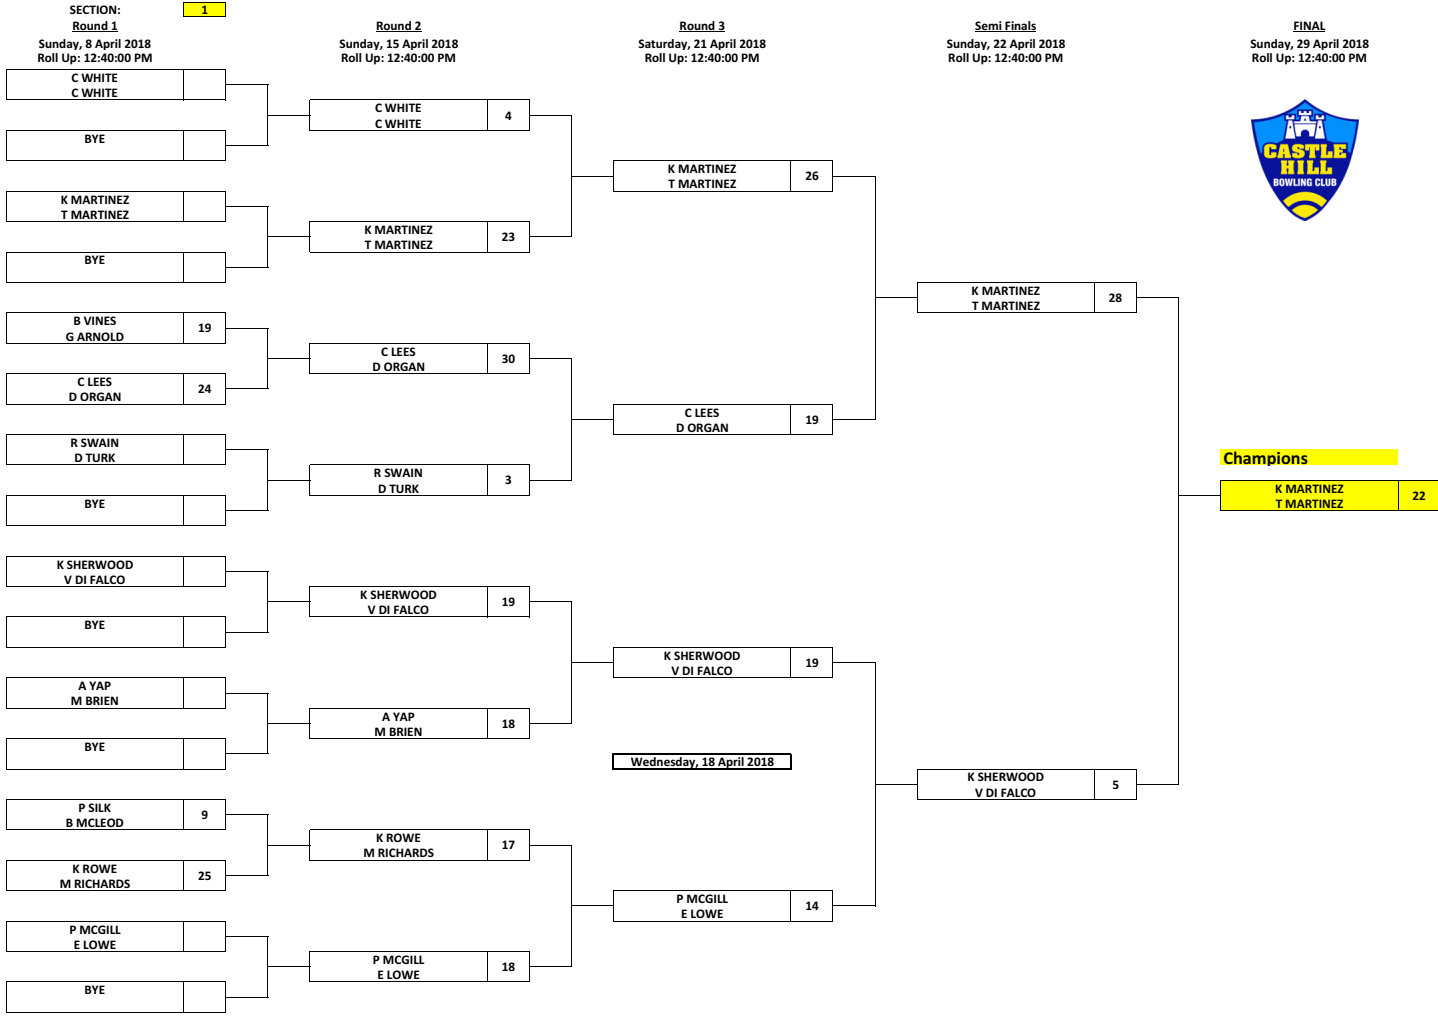 SECTION: 1
Round 1
Sunday, 8 April 2018
Roll Up: 12:40:00 PM
C WHITE
C WHITE
BYE
K MARTINEZ
T MARTINEZ
BYE
B VINES
G ARNOLD
19
C LEES
D ORGAN
24
R SWAIN
D TURK
BYE
K SHERWOOD
V DI FALCO
BYE
A YAP
M BRIEN
BYE
P SILK
B MCLEOD
9
K ROWE
M RICHARDS
25
P MCGILL
E LOWE
BYE
Round 2
Sunday, 15 April 2018
Roll Up: 12:40:00 PM
C WHITE
C WHITE
4
K MARTINEZ
T MARTINEZ
23
C LEES
D ORGAN
30
R SWAIN
D TURK
3
K SHERWOOD
V DI FALCO
19
A YAP
M BRIEN
18
K ROWE
M RICHARDS
17
P MCGILL
E LOWE
18
Round 3
Saturday, 21 April 2018
Roll Up: 12:40:00 PM
K MARTINEZ
T MARTINEZ
26
C LEES
D ORGAN
19
K SHERWOOD
V DI FALCO
19
Wednesday, 18 April 2018
P MCGILL
E LOWE
14
Semi Finals
Sunday, 22 April 2018
Roll Up: 12:40:00 PM
K MARTINEZ
T MARTINEZ
28
K SHERWOOD
V DI FALCO
5
FINAL
Sunday, 29 April 2018
Roll Up: 12:40:00 PM
CASTLE
HILL
BOWLING CLUB
Champions
K MARTINEZ
T MARTINEZ
22